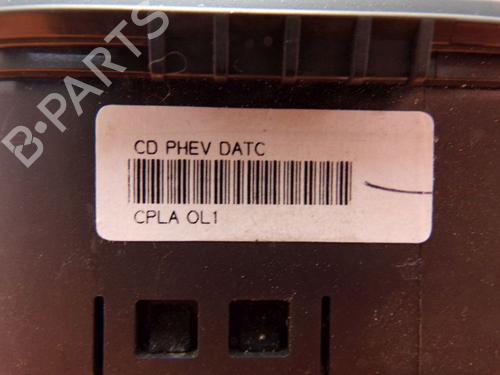 CD PHEV DATC
CPLA OL1
B-PARTS